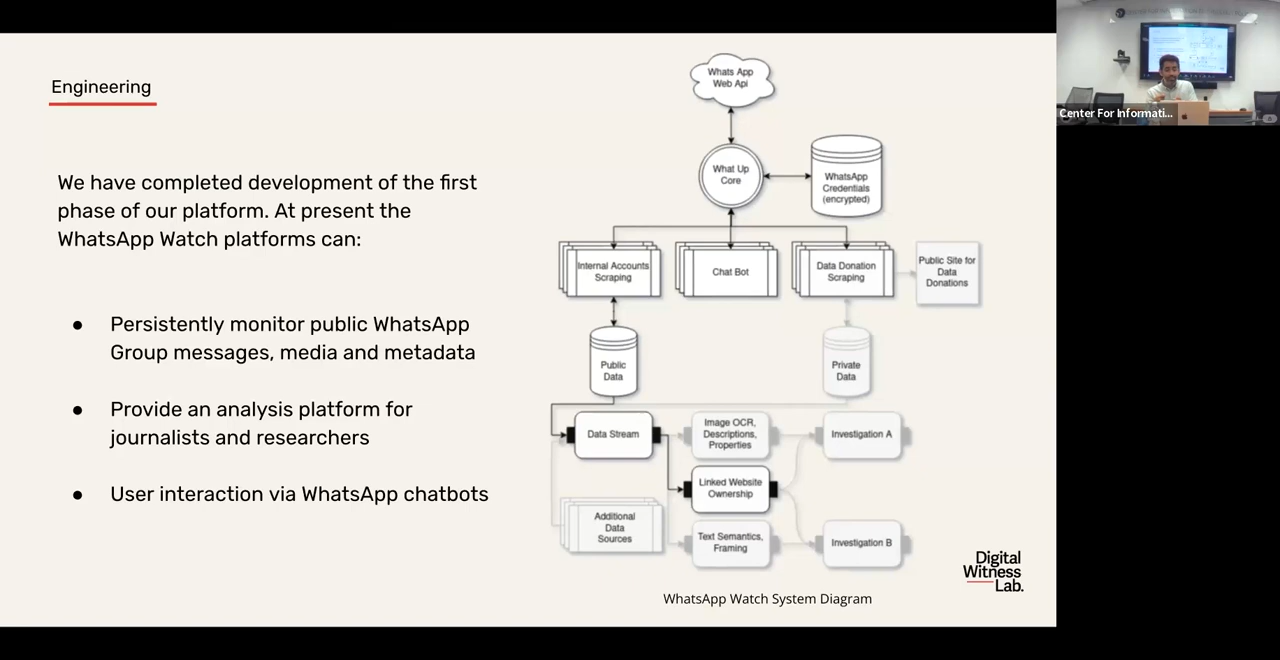 Engineering
We have completed development of the first
phase of our platform. At present the
WhatsApp Watch platforms can:
● Persistently monitor public WhatsApp
Group messages, media and metadata
● Provide an analysis platform for
journalists and researchers
● User interaction via WhatsApp chatbots
Whats App
Web Api
What Up
Core
WhatsApp
Credentials
(encrypted)
Internal Accounts
Scraping
Chat Bot
Data Donation
Scraping
Public Site for
Data
Donations
Public
Data
Private
Data
Data Stream
Image OCR,
Descriptions,
Properties
Investigation A
Linked Website
Ownership
Additional
Data
Sources
Text Semantics,
Framing
Investigation B
WhatsApp Watch System Diagram
Digital
Witness
Lab.
Center For Informati...